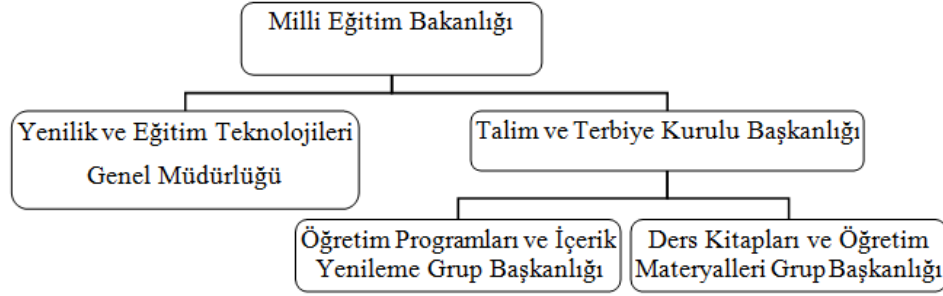 Milli Eğitim Bakanlığı
Yenilik ve Eğitim Teknolojileri
Genel Müdürlüğü
Talim ve Terbiye Kurulu Başkanlığı
Öğretim Programları ve İçerik
Yenileme Grup Başkanlığı
Ders Kitapları ve Öğretim
Materyalleri Grup Başkanlığı